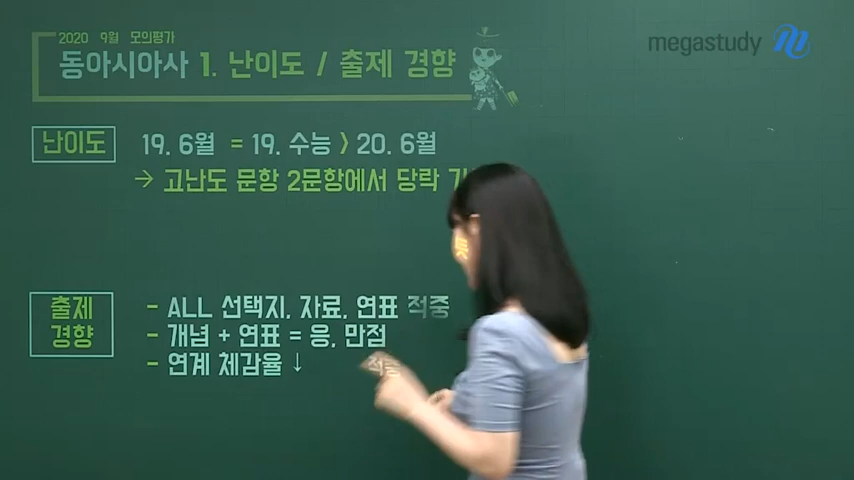 2020 9월 모의평가
동아시아사 1. 난이도 / 출제 경향
megastudy
난이도
19. 6월 = 19. 수능 > 20. 6월
→ 고난도 문항 2문항에서 당락
출제
경향
- ALL 선택지, 자료, 연표 적중
- 개념 + 연표 = 응, 만점
- 연계 체감율 ↓
적중